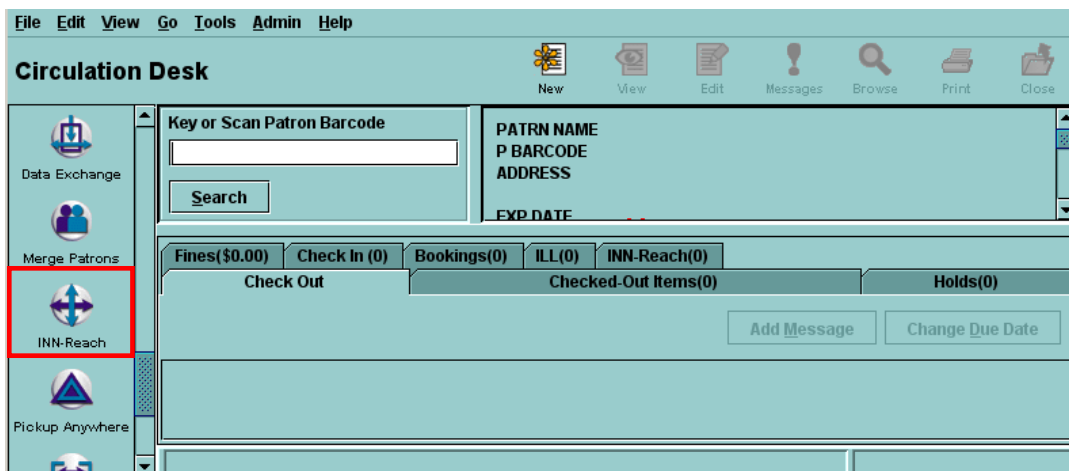 File Edit View Go Tools Admin Help
Circulation Desk
New View Edit Messages Browse Print Close
Data Exchange
Merge Patrons
INN-Reach
Pickup Anywhere
Key or Scan Patron Barcode
Search
PATRN NAME
P BARCODE
ADDRESS
EXP DATE
Fines($0.00) Check In (0) Bookings(0) ILL(0) INN-Reach(0)
Check Out Checked-Out Items(0) Holds(0)
Add Message Change Due Date